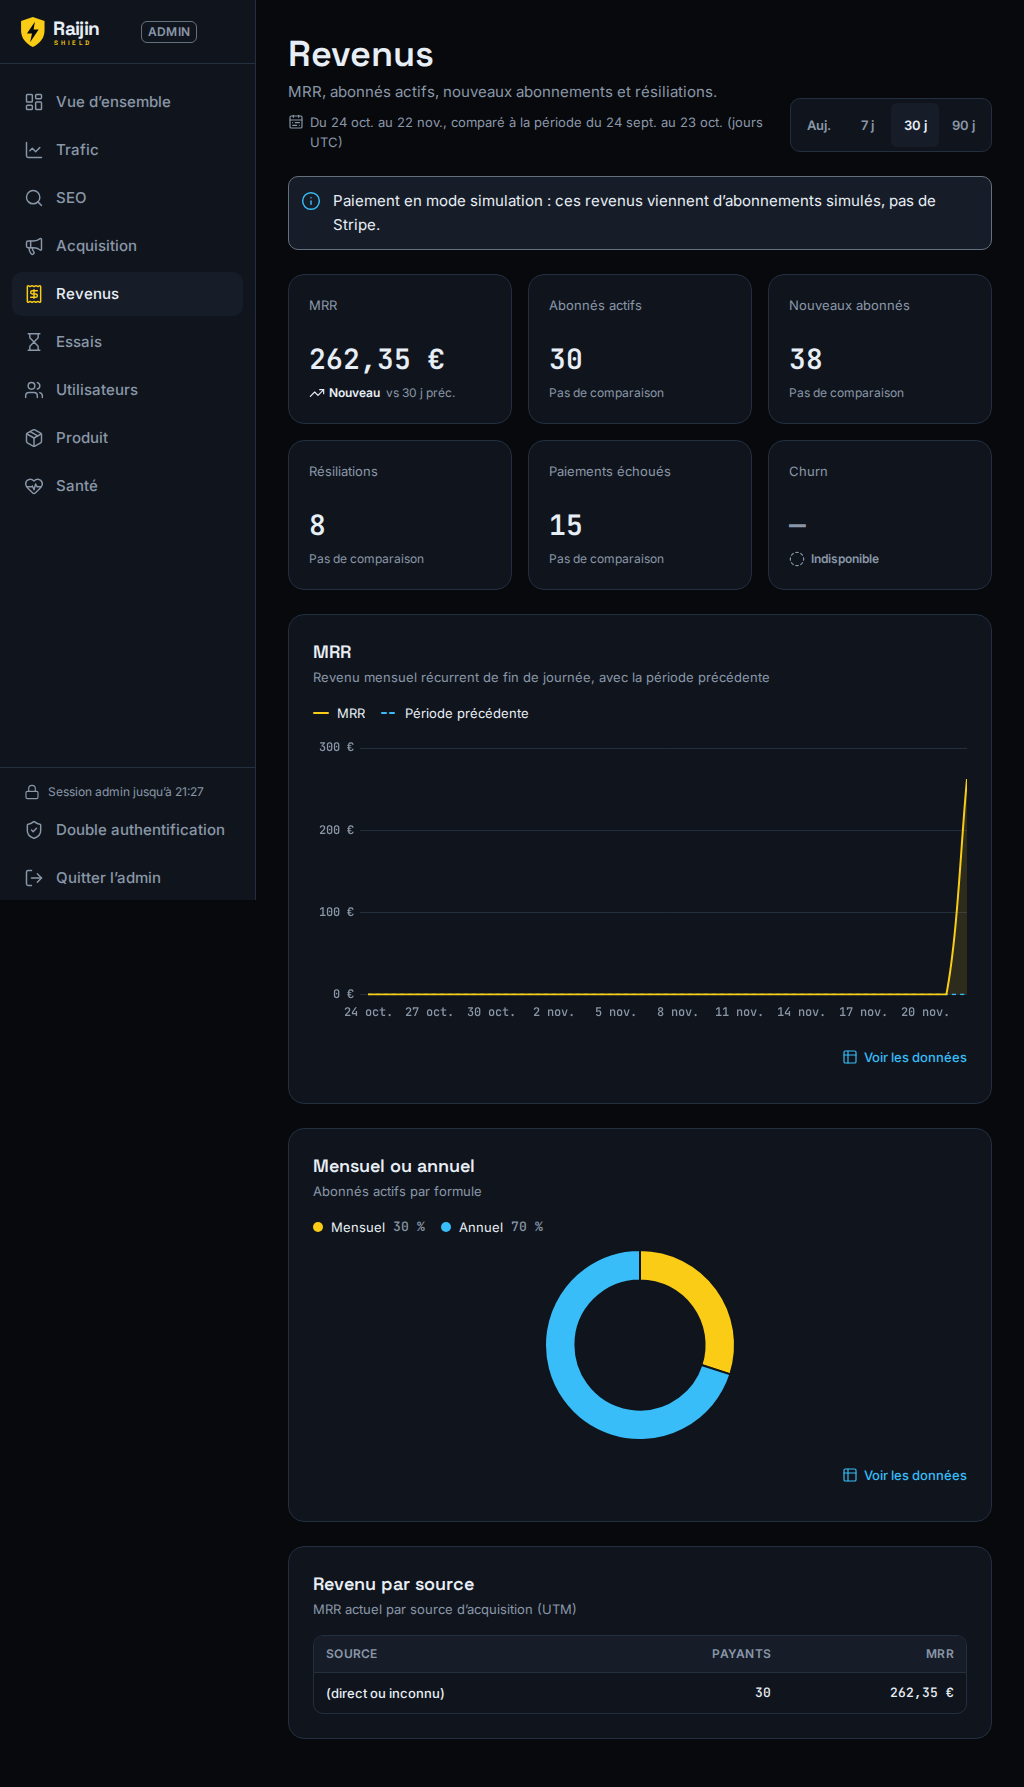 Raijin
SHIELD
ADMIN
Vue d’ensemble
Trafic
SEO
Acquisition
Revenus
Essais
Utilisateurs
Produit
Santé
Session admin jusqu’à 21:27
Double authentification
Quitter l’admin
Revenus
MRR, abonnés actifs, nouveaux abonnements et résiliations.
Du 24 oct. au 22 nov., comparé à la période du 24 sept. au 23 oct. (jours
UTC)
Auj. 7 j 30 j 90 j
Paiement en mode simulation : ces revenus viennent d’abonnements simulés, pas de
Stripe.
MRR
262,35 €
Nouveau vs 30 j préc.
Abonnés actifs
30
Pas de comparaison
Nouveaux abonnés
38
Pas de comparaison
Résiliations
8
Pas de comparaison
Paiements échoués
15
Pas de comparaison
Churn
—
Indisponible
MRR
Revenu mensuel récurrent de fin de journée, avec la période précédente
MRR Période précédente
300 €
200 €
100 €
0 €
24 oct. 27 oct. 30 oct. 2 nov. 5 nov. 8 nov. 11 nov. 14 nov. 17 nov. 20 nov.
Voir les données
Mensuel ou annuel
Abonnés actifs par formule
Mensuel 30 % Annuel 70 %
Voir les données
Revenu par source
MRR actuel par source d’acquisition (UTM)
SOURCE PAYANTS MRR
(direct ou inconnu) 30 262,35 €